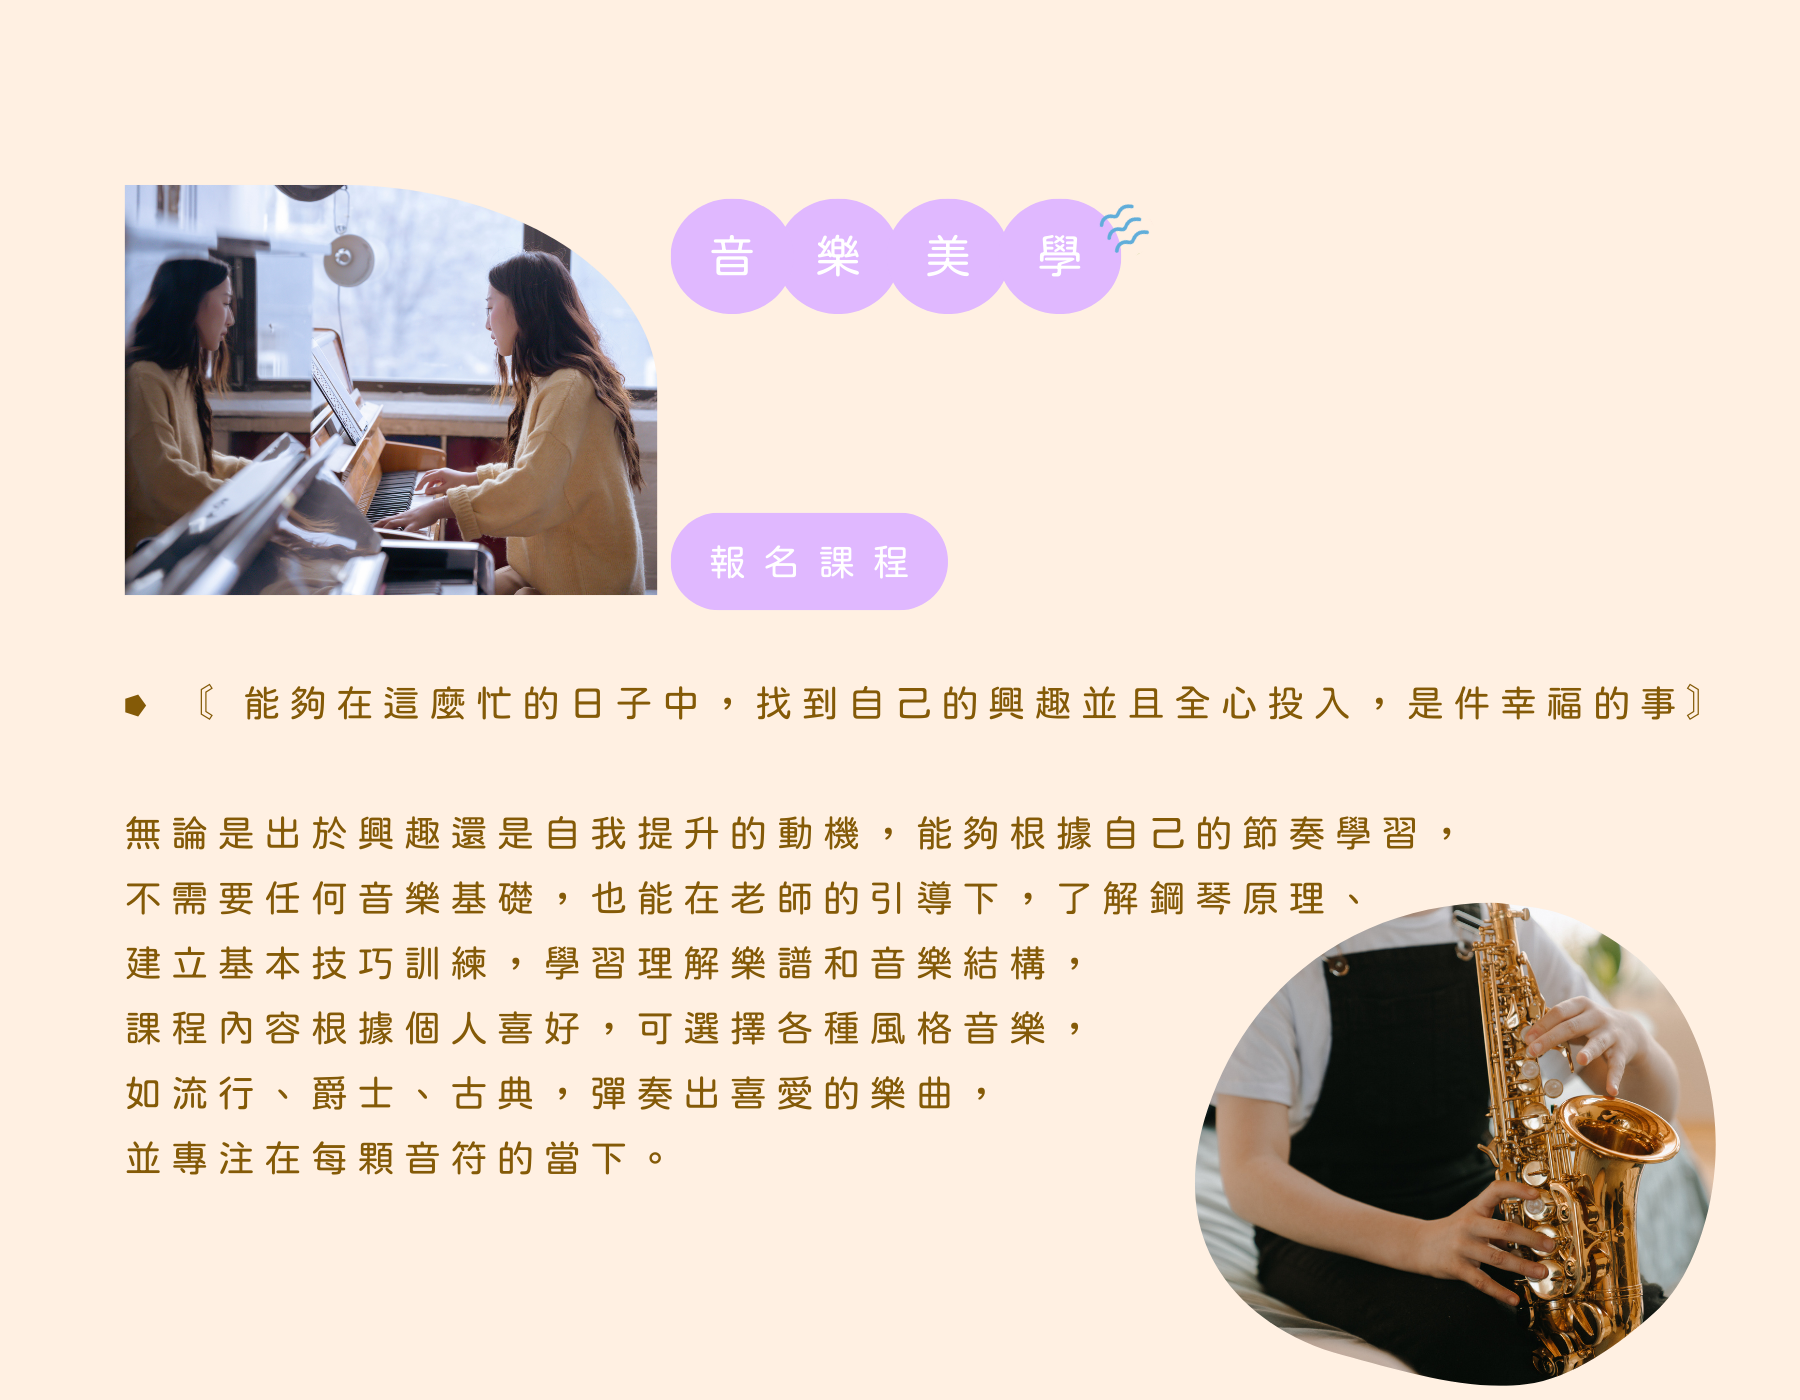 音樂美學
報名課程
〖 能夠在這麼忙的日子中，找到自己的興趣並且全心投入，是件幸福的事〗
無論是出於興趣還是自我提升的動機，能夠根據自己的節奏學習，
不需要任何音樂基礎，也能在老師的引導下，了解鋼琴原理、
建立基本技巧訓練，學習理解樂譜和音樂結構，
課程內容根據個人喜好，可選擇各種風格音樂，
如流行、爵士、古典，彈奏出喜愛的樂曲，
並專注在每顆音符的當下。